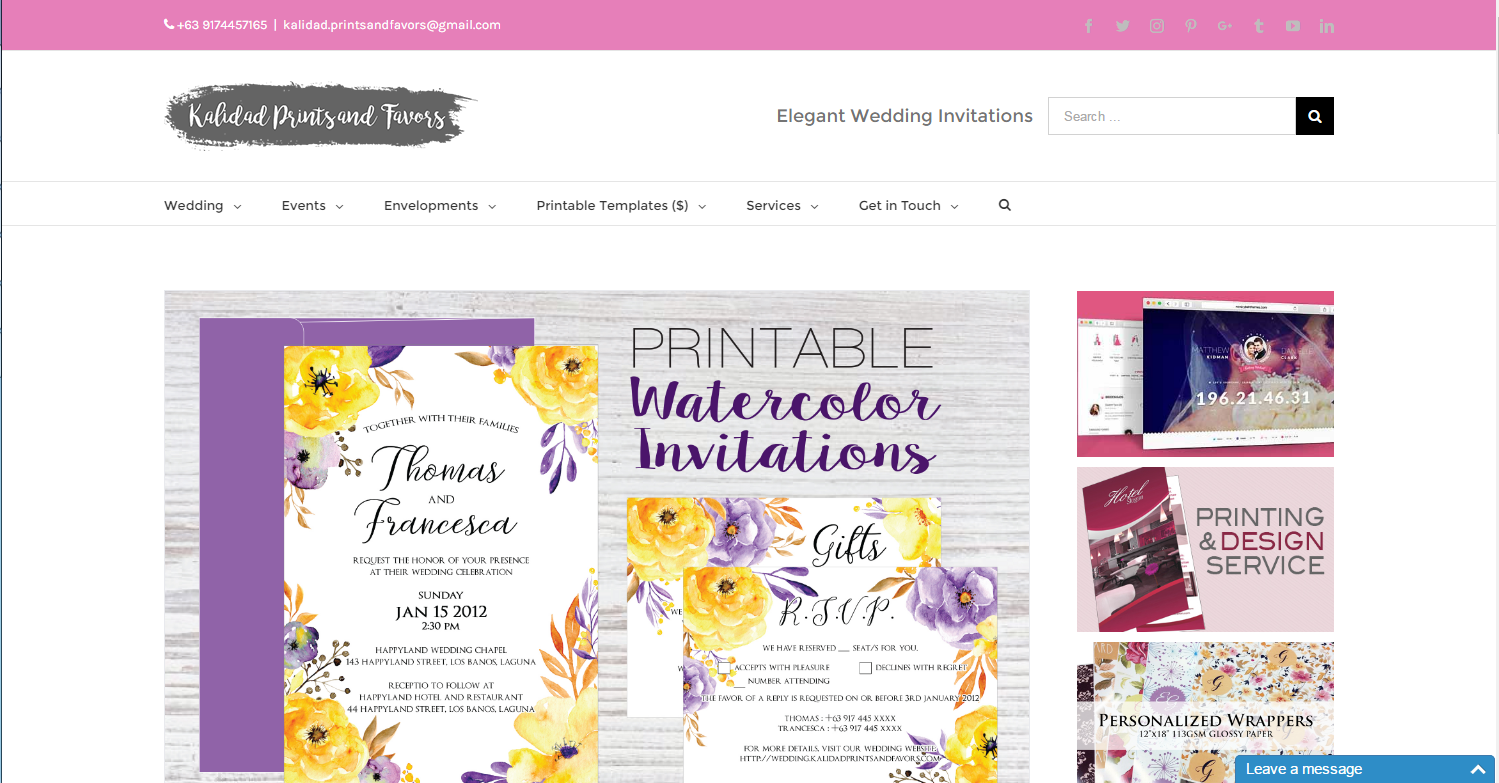 +63 9174457165 | kalidad.printsandfavors@gmail.com
Kalidad Prints and Favors
Elegant Wedding Invitations
Search ...
Wedding Events Envelopments Printable Templates ($) Services Get in Touch
PRINTABLE
Watercolor
Invitations
TOGETHER WITH THEIR FAMILIES
Thomas
AND
Francesca
REQUEST THE HONOR OF YOUR PRESENCE
AT THEIR WEDDING CELEBRATION
SUNDAY
JAN 15 2012
2:30 PM
HAPPYLAND WEDDING CHAPEL
143 HAPPYLAND STREET, LOS BANOS, LAGUNA
RECEPTIO TO FOLLOW AT
HAPPYLAND HOTEL AND RESTAURANT
44 HAPPYLAND STREET, LOS BANOS, LAGUNA
Gifts
WE
R.S.V.P.
WE HAVE RESERVED ___ SEAT/S FOR YOU.
ACCEPTS WITH PLEASURE DECLINES WITH REGRET
__ NUMBER ATTENDING
THE FAVOR OF A REPLY IS REQUESTED ON OR BEFORE 3RD JANUARY 2012
THOMAS : +63 917 445 XXXX
TRANCESCA : +63 917 445 XXXX
FOR MORE DETAILS, VISIT OUR WEDDING WEBSITE:
HTTP://WEDDING.KALIDADPRINTSANDFAVORS.COM
MATTHEW
KIDMAN
CLARK
196.21.46.31
Hotel
PRINTING
& DESIGN
SERVICE
G
G
G
PERSONALIZED WRAPPERS
12"X18" 113GSM GLOSSY PAPER
G
Leave a message